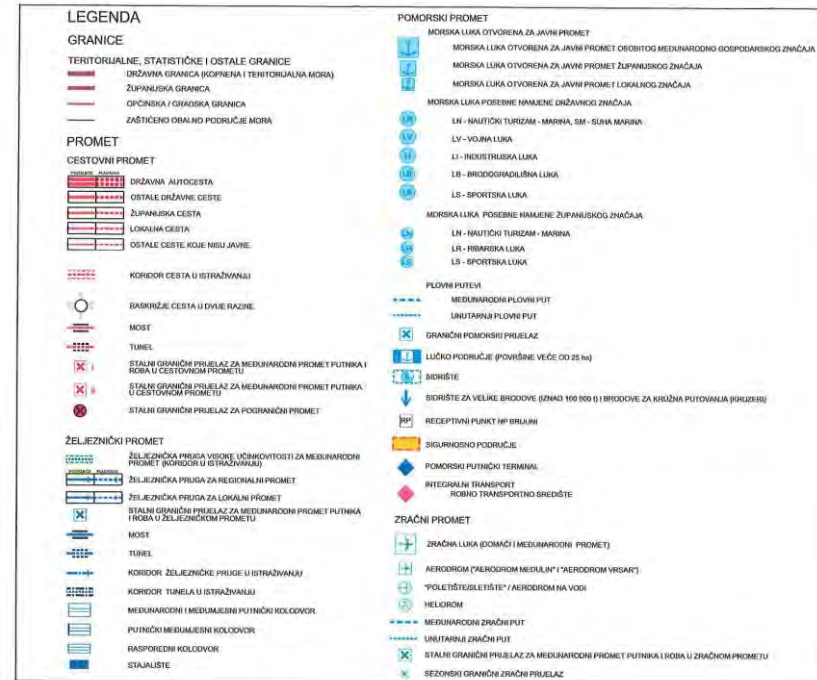 LEGENDA
GRANICE
TERITORIJALNE, STATISTIČKE I OSTALE GRANICE
DRŽAVNA GRANICA (KOPNENA I TERITORIJALNA MORA)
ŽUPANIJSKA GRANICA
OPĆINSKA / GRADSKA GRANICA
ZAŠTIĆENO OBALNO PODRUČJE MORA
PROMET
CESTOVNI PROMET
DRŽAVNA AUTOCESTA
OSTALE DRŽAVNE CESTE
ŽUPANIJSKA CESTA
LOKALNA CESTA
OSTALE CESTE KOJE NISU JAVNE
KORIDOR CESTA U ISTRAŽIVANJU
RASKRIŽJE CESTA U DVIJE RAZINE
MOST
TUNEL
I
STALNI GRANIČNI PRIJELAZ ZA MEĐUNARODNI PROMET PUTNIKA I
ROBA U CESTOVNOM PROMETU
II
STALNI GRANIČNI PRIJELAZ ZA MEĐUNARODNI PROMET PUTNIKA
U CESTOVNOM PROMETU
STALNI GRANIČNI PRIJELAZ ZA POGRANIČNI PROMET
ŽELJEZNIČKI PROMET
ŽELJEZNIČKA PRUGA VISOKE UČINKOVITOSTI ZA MEĐUNARODNI
PROMET (KORIDOR U ISTRAŽIVANJU)
ŽELJEZNIČKA PRUGA ZA REGIONALNI PROMET
ŽELJEZNIČKA PRUGA ZA LOKALNI PROMET
STALNI GRANIČNI PRIJELAZ ZA MEĐUNARODNI PROMET PUTNIKA
I ROBA U ŽELJEZNIČKOM PROMETU
MOST
TUNEL
KORIDOR ŽELJEZNIČKE PRUGE U ISTRAŽIVANJU
KORIDOR TUNELA U ISTRAŽIVANJU
MEĐUNARODNI I MEĐUMJESNI PUTNIČKI KOLODVOR
PUTNIČKI MEĐUMJESNI KOLODVOR
RASPOREDNI KOLODVOR
STAJALIŠTE
POMORSKI PROMET
MORSKA LUKA OTVORENA ZA JAVNI PROMET
MORSKA LUKA OTVORENA ZA JAVNI PROMET OSOBITOG MEĐUNARODNO GOSPODARSKOG ZNAČAJA
MORSKA LUKA OTVORENA ZA JAVNI PROMET ŽUPANIJSKOG ZNAČAJA
MORSKA LUKA OTVORENA ZA JAVNI PROMET LOKALNOG ZNAČAJA
MORSKA LUKA POSEBNE NAMJENE DRŽAVNOG ZNAČAJA
LN - NAUTIČKI TURIZAM - MARINA, SM - SUHA MARINA
LV LV - VOJNA LUKA
LI LI - INDUSTRIJSKA LUKA
LB LB - BRODOGRADILIŠNA LUKA
LS - SPORTSKA LUKA
MORSKA LUKA POSEBNE NAMJENE ŽUPANIJSKOG ZNAČAJA
LN LN - NAUTIČKI TURIZAM - MARINA
LR LR - RIBARSKA LUKA
LS LS - SPORTSKA LUKA
PLOVNI PUTEVI
MEĐUNARODNI PLOVNI PUT
UNUTARNJI PLOVNI PUT
GRANIČNI POMORSKI PRIJELAZ
LUČKO PODRUČJE (POVRŠINE VEĆE OD 25 ha)
SIDRIŠTE
SIDRIŠTE ZA VELIKE BRODOVE (IZNAD 100 000 t) I BRODOVE ZA KRUŽNA PUTOVANJA (KRUZERI)
RP RECEPTIVNI PUNKT NP BRIJUNI
SIGURNOSNO PODRUČJE
POMORSKI PUTNIČKI TERMINAL
INTEGRALNI TRANSPORT
ROBNO TRANSPORTNO SREDIŠTE
ZRAČNI PROMET
ZRAČNA LUKA (DOMAĆI I MEĐUNARODNI PROMET)
AERODROM ("AERODROM MEDULIN" I "AERODROM VRSAR")
"POLETIŠTE/SLETIŠTE" / AERODROM NA VODI
HELIODROM
MEĐUNARODNI ZRAČNI PUT
UNUTARNJI ZRAČNI PUT
STALNI GRANIČNI PRIJELAZ ZA MEĐUNARODNI PROMET PUTNIKA I ROBA U ZRAČNOM PROMETU
SEZONSKI GRANIČNI ZRAČNI PRIJELAZ